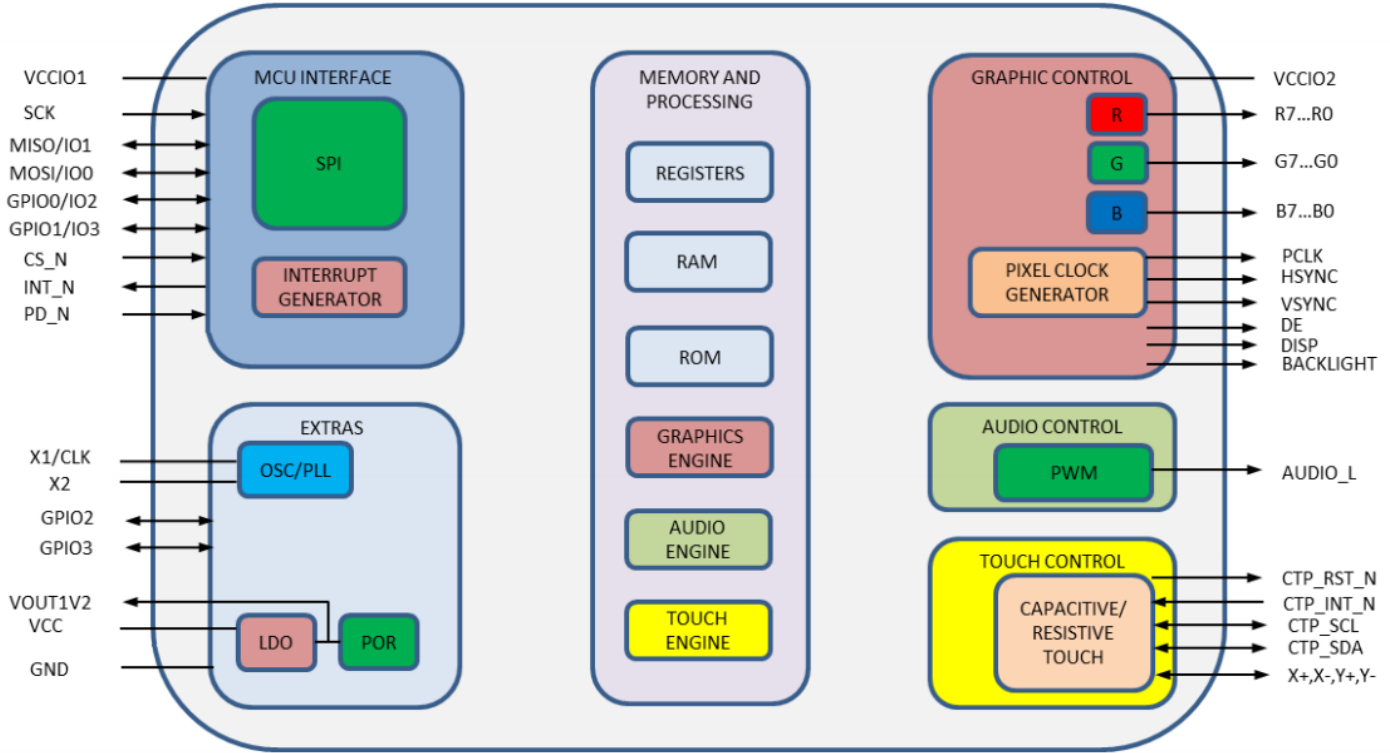 VCCIO1
SCK
MISO/IO1
MOSI/IO0
GPIO0/IO2
GPIO1/IO3
CS_N
INT_N
PD_N
MCU INTERFACE
SPI
INTERRUPT
GENERATOR
X1/CLK
X2
GPIO2
GPIO3
VOUT1V2
VCC
GND
EXTRAS
OSC/PLL
LDO
POR
MEMORY AND
PROCESSING
REGISTERS
RAM
ROM
GRAPHICS
ENGINE
AUDIO
ENGINE
TOUCH
ENGINE
GRAPHIC CONTROL
R
G
B
PIXEL CLOCK
GENERATOR
VCCIO2
R7...R0
G7...G0
B7...B0
PCLK
HSYNC
VSYNC
DE
DISP
BACKLIGHT
AUDIO CONTROL
PWM
AUDIO_L
TOUCH CONTROL
CAPACITIVE/
RESISTIVE
TOUCH
CTP_RST_N
CTP_INT_N
CTP_SCL
CTP_SDA
X+,X-,Y+,Y-